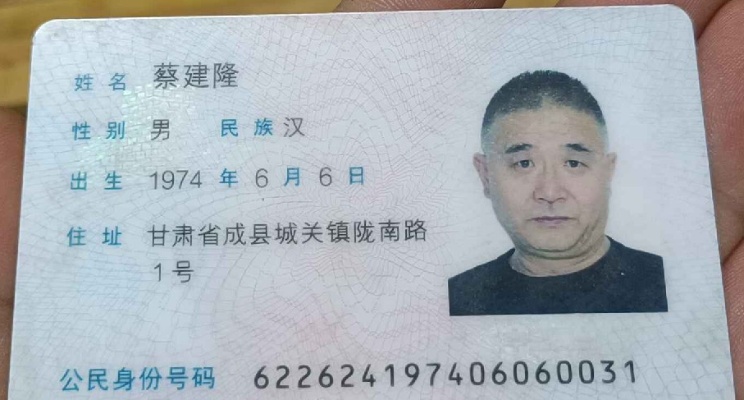 姓名 蔡建隆
性别 男 民族 汉
出生 1974 年 6 月 6 日
住址 甘肃省成县城关镇陇南路
1号
公民身份号码 622624197406060031